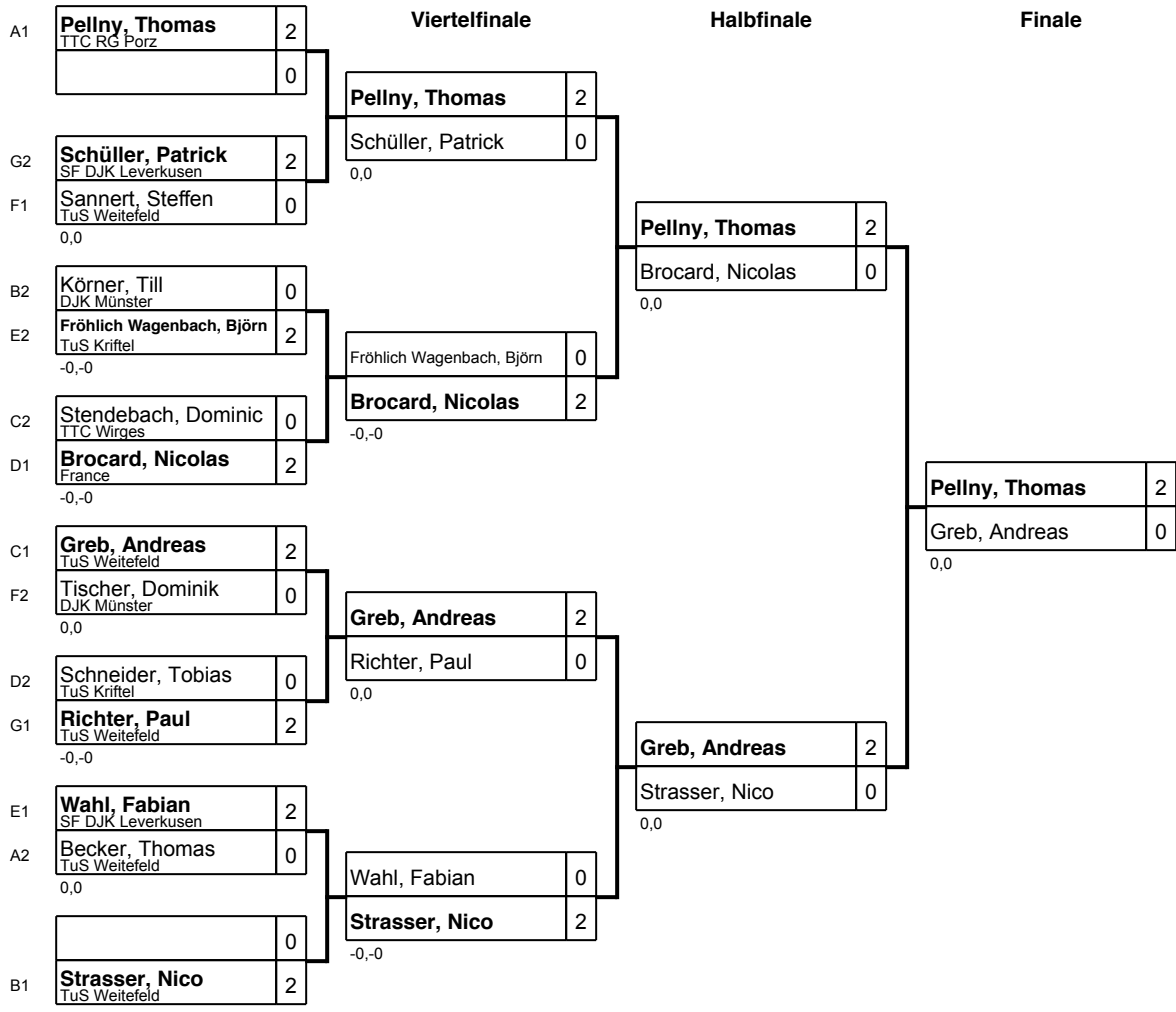 Viertelfinale
Halbfinale
Finale
A1 Pellny, Thomas 2
TTC RG Porz
0
G2 Schüller, Patrick 2
SF DJK Leverkusen
F1 Sannert, Steffen 0
TuS Weitefeld
0,0
B2 Körner, Till 0
DJK Münster
E2 Fröhlich Wagenbach, Björn 2
TuS Kriftel
-0,-0
C2 Stendebach, Dominic 0
TTC Wirges
D1 Brocard, Nicolas 2
France
-0,-0
C1 Greb, Andreas 2
TuS Weitefeld
F2 Tischer, Dominik 0
DJK Münster
0,0
D2 Schneider, Tobias 0
TuS Kriftel
G1 Richter, Paul 2
TuS Weitefeld
-0,-0
E1 Wahl, Fabian 2
SF DJK Leverkusen
A2 Becker, Thomas 0
TuS Weitefeld
0,0
0
B1 Strasser, Nico 2
TuS Weitefeld
Pellny, Thomas 2
Schüller, Patrick 0
0,0
Fröhlich Wagenbach, Björn 0
Brocard, Nicolas 2
-0,-0
Greb, Andreas 2
Richter, Paul 0
0,0
Wahl, Fabian 0
Strasser, Nico 2
-0,-0
Pellny, Thomas 2
Brocard, Nicolas 0
0,0
Greb, Andreas 2
Strasser, Nico 0
0,0
Pellny, Thomas 2
Greb, Andreas 0
0,0